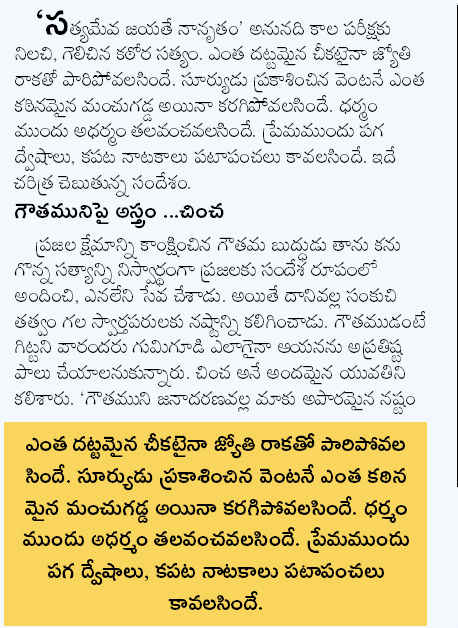 ‘సత్యమేవ జయతే నానృతం’ అనునది కాల పరీక్షకు
నిలచి, గెలిచిన కఠోర సత్యం. ఎంత దట్టమైన చీకటైనా జ్యోతి
రాకతో పారిపోవలసిందే. సూర్యుడు ప్రకాశించిన వెంటనే ఎంత
కఠినమైన మంచుగడ్డ అయినా కరగిపోవలసిందే. ధర్మం
ముందు అధర్మం తలవంచవలసిందే. ప్రేమముందు పగ
ద్వేషాలు, కపట నాటకాలు పటాపంచలు కావలసిందే. ఇదే
చరిత్ర చెబుతున్న సందేశం.
గౌతమునిపై అస్త్రం ...చించ
ప్రజల క్షేమాన్ని కాంక్షించిన గౌతమ బుద్ధుడు తాను కను
గొన్న సత్యాన్ని నిస్వార్థంగా ప్రజలకు సందేశ రూపంలో
అందించి, ఎనలేని సేవ చేశాడు. అయితే దానివల్ల సంకుచి
తత్వం గల స్వార్థపరులకు నష్టాన్ని కలిగించాడు. గౌతముడంటే
గిట్టని వారందరు గుమిగూడి ఎలాగైనా ఆయనను అప్రతిష్ట
పాలు చేయాలనుకున్నారు. చించ అనే అందమైన యువతిని
కలిశారు. ‘గౌతముని జనాదరణవల్ల మాకు అపారమైన నష్టం
ఎంత దట్టమైన చీకటైనా జ్యోతి రాకతో పారిపోవల
సిందే. సూర్యుడు ప్రకాశించిన వెంటనే ఎంత కఠిన
మైన మంచుగడ్డ అయినా కరగిపోవలసిందే. ధర్మం
ముందు అధర్మం తలవంచవలసిందే. ప్రేమముందు
పగ ద్వేషాలు, కపట నాటకాలు పటాపంచలు
కావలసిందే.